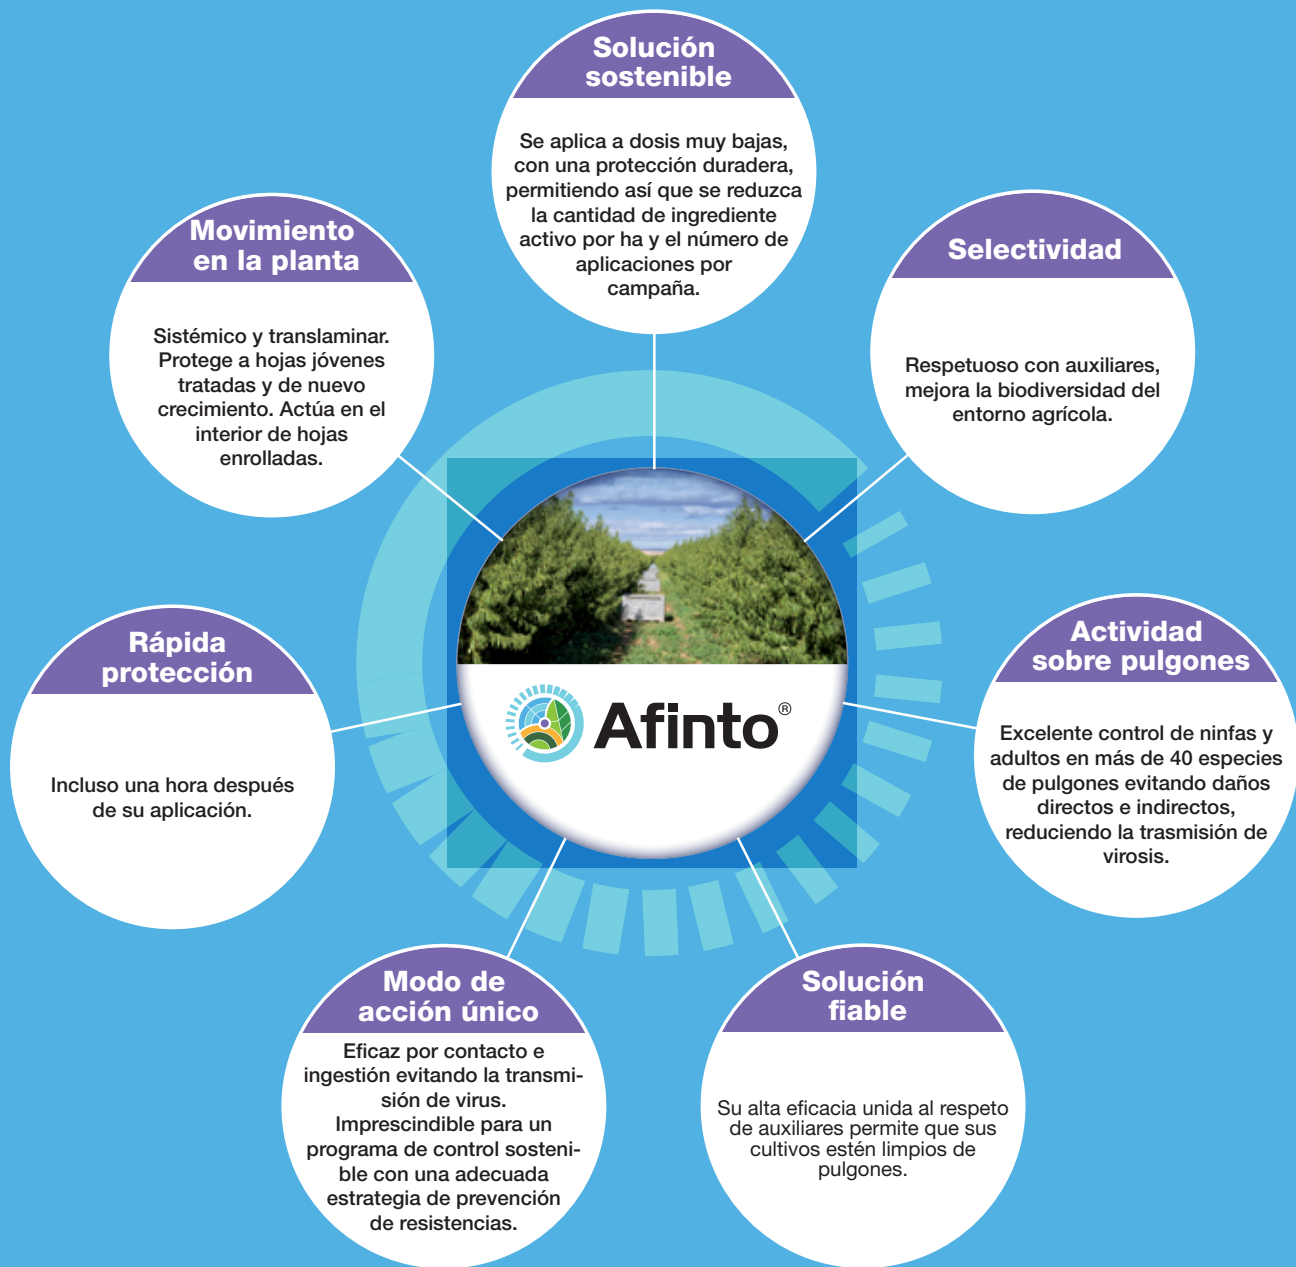 Solución
sostenible
Se aplica a dosis muy bajas,
con una protección duradera,
permitiendo así que se reduzca
la cantidad de ingrediente
activo por ha y el número de
aplicaciones por
campaña.
Movimiento
en la planta
Sistémico y translaminar.
Protege a hojas jóvenes
tratadas y de nuevo
crecimiento. Actúa en el
interior de hojas
enrolladas.
Selectividad
Respetuoso con auxiliares,
mejora la biodiversidad del
entorno agrícola.
Rápida
protección
Incluso una hora después
de su aplicación.
Afinto®
Actividad
sobre pulgones
Excelente control de ninfas y
adultos en más de 40 especies
de pulgones evitando daños
directos e indirectos,
reduciendo la trasmisión de
virosis.
Modo de
acción único
Eficaz por contacto e
ingestión evitando la transmi-
sión de virus.
Imprescindible para un
programa de control sosteni-
ble con una adecuada
estrategia de prevención
de resistencias.
Solución
fiable
Su alta eficacia unida al respeto
de auxiliares permite que sus
cultivos estén limpios de
pulgones.